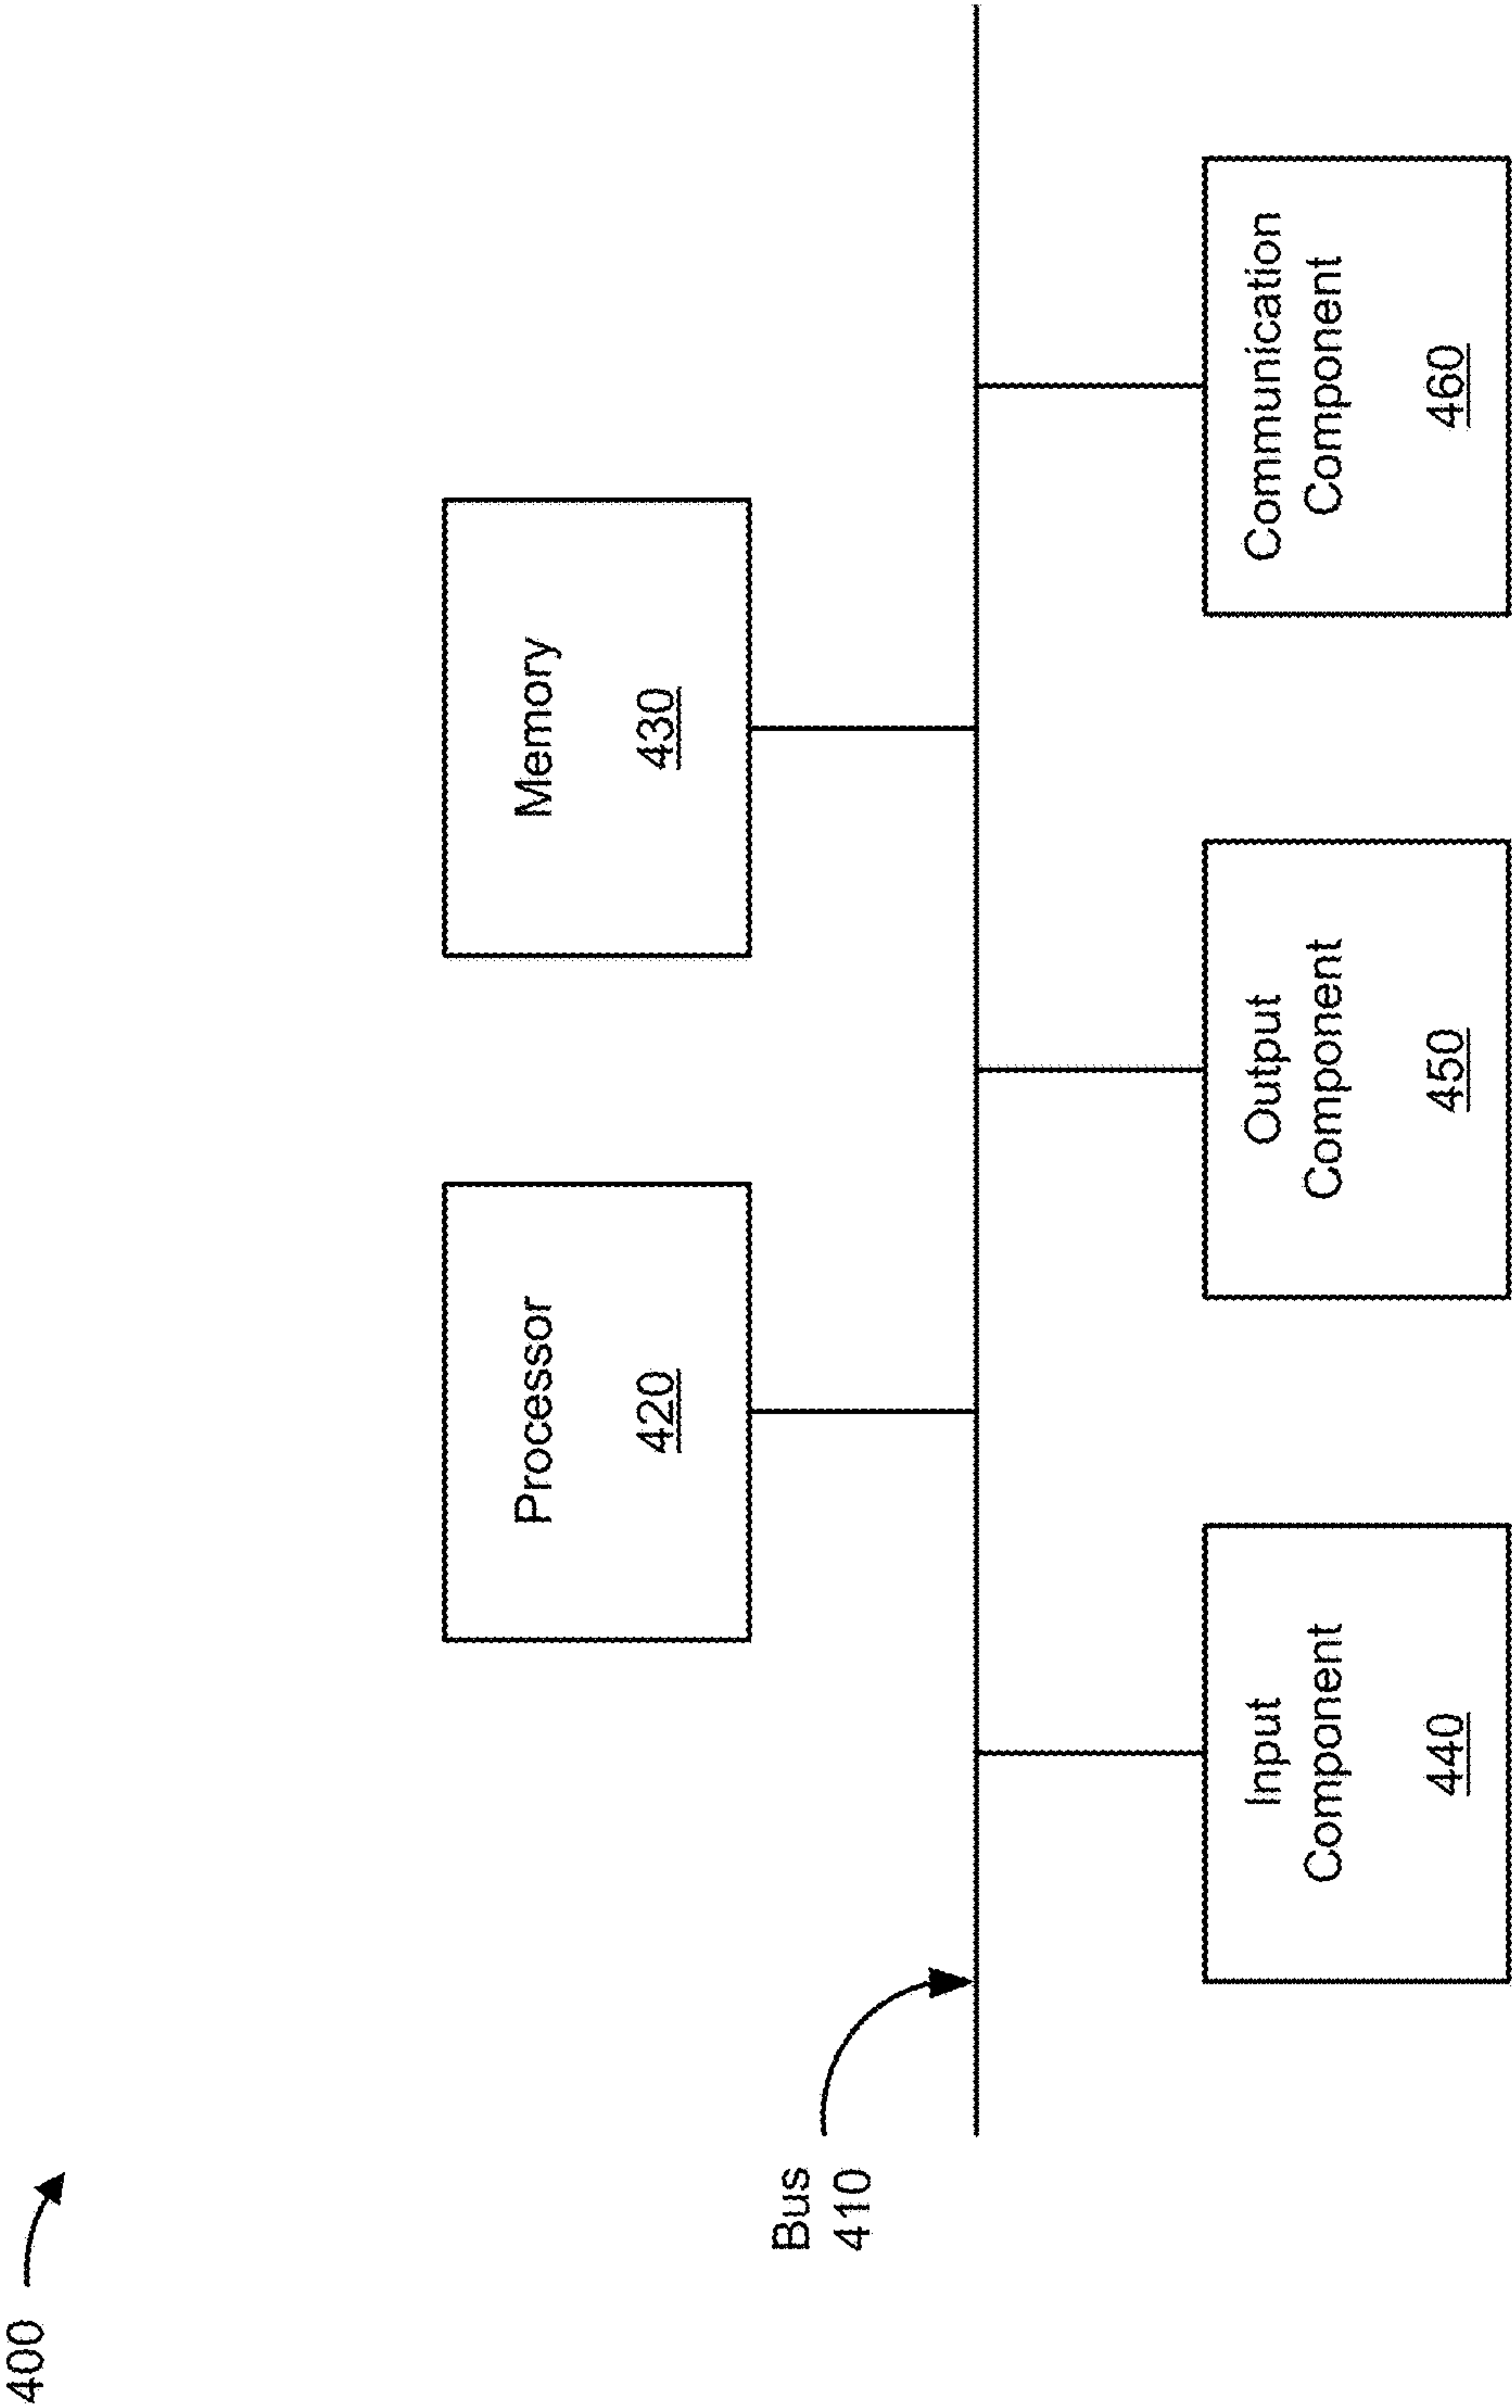 400
Processor
420
Memory
430
Bus
410
Input
Component
440
Output
Component
450
Communication
Component
460